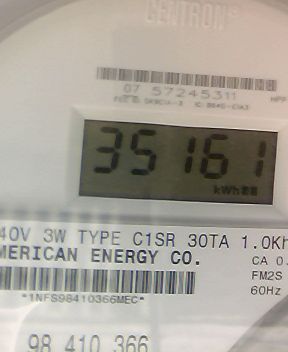 CENTRON®
07 57245311
35161
kWh
40V 3W TYPE C1SR 30TA 1.0Kh
MERICAN ENERGY CO.
CA 0.
FM2S
60Hz
*1NFS98410366MEC*
98 410 366